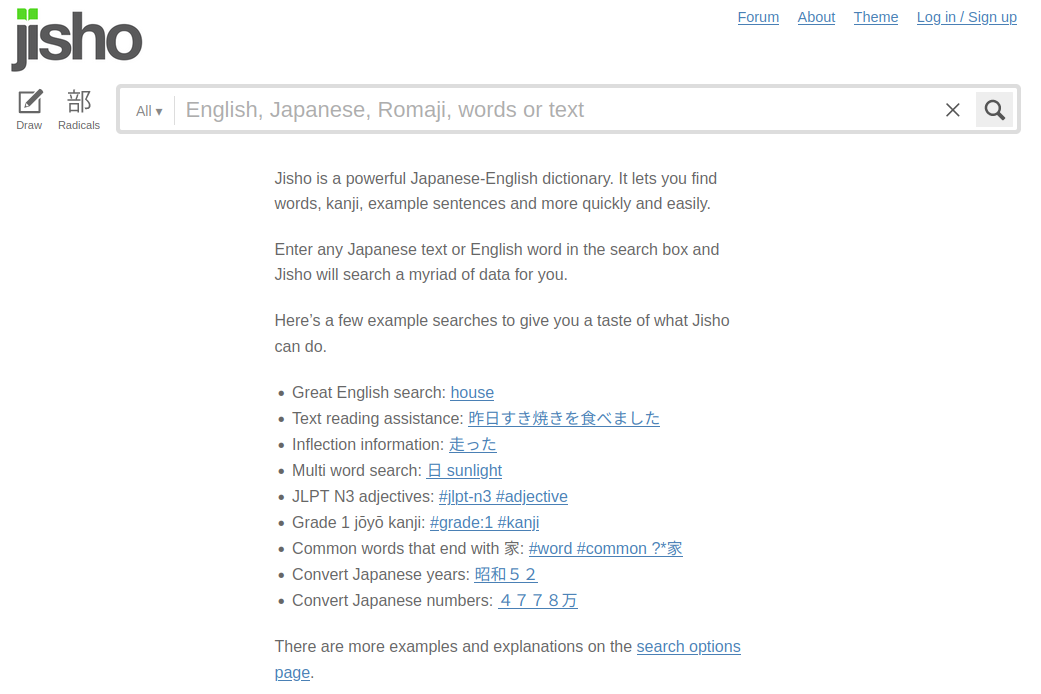 jisho
Forum About Theme Log in / Sign up
部
Draw Radicals
All ▾ English, Japanese, Romaji, words or text
Jisho is a powerful Japanese-English dictionary. It lets you find
words, kanji, example sentences and more quickly and easily.
Enter any Japanese text or English word in the search box and
Jisho will search a myriad of data for you.
Here’s a few example searches to give you a taste of what Jisho
can do.
• Great English search: house
• Text reading assistance: 昨日すき焼きを食べました
• Inflection information: 走った
• Multi word search: 日 sunlight
• JLPT N3 adjectives: #jlpt-n3 #adjective
• Grade 1 jōyō kanji: #grade:1 #kanji
• Common words that end with 家: #word #common ?*家
• Convert Japanese years: 昭和５２
• Convert Japanese numbers: ４７７８万
There are more examples and explanations on the search options
page.